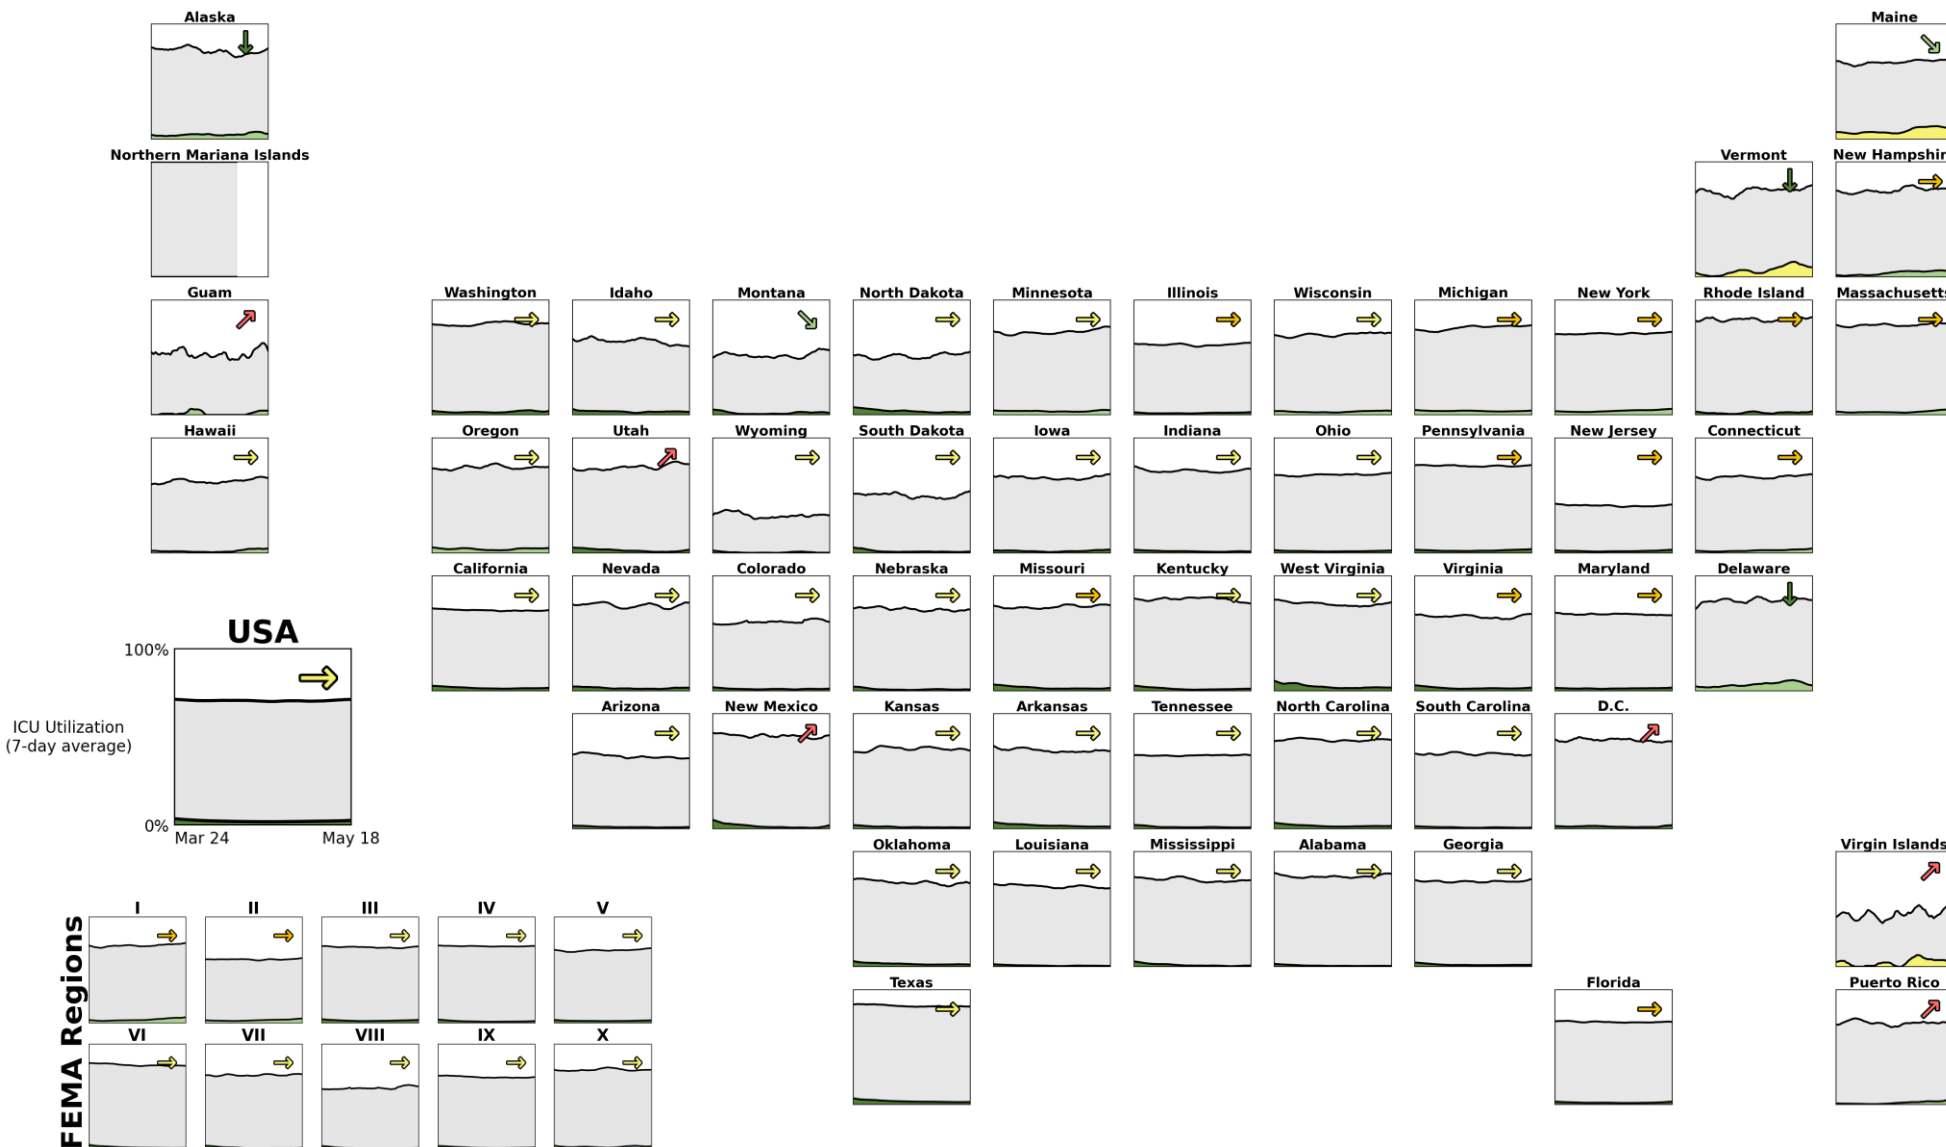 Alaska
Maine
Northern Mariana Islands
Vermont
New Hampshir
Guam
Washington
Idaho
Montana
North Dakota
Minnesota
Illinois
Wisconsin
Michigan
New York
Rhode Island
Massachusetts
Hawaii
Oregon
Utah
Wyoming
South Dakota
Iowa
Indiana
Ohio
Pennsylvania
New Jersey
Connecticut
California
Nevada
Colorado
Nebraska
Missouri
Kentucky
West Virginia
Virginia
Maryland
Delaware
USA
100%
ICU Utilization
(7-day average)
0%
Mar 24
May 18
Arizona
New Mexico
Kansas
Arkansas
Tennessee
North Carolina
South Carolina
D.C.
Oklahoma
Louisiana
Mississippi
Alabama
Georgia
Virgin Islands
Texas
Florida
Puerto Rico
FEMA Regions
I
II
III
IV
V
VI
VII
VIII
IX
X